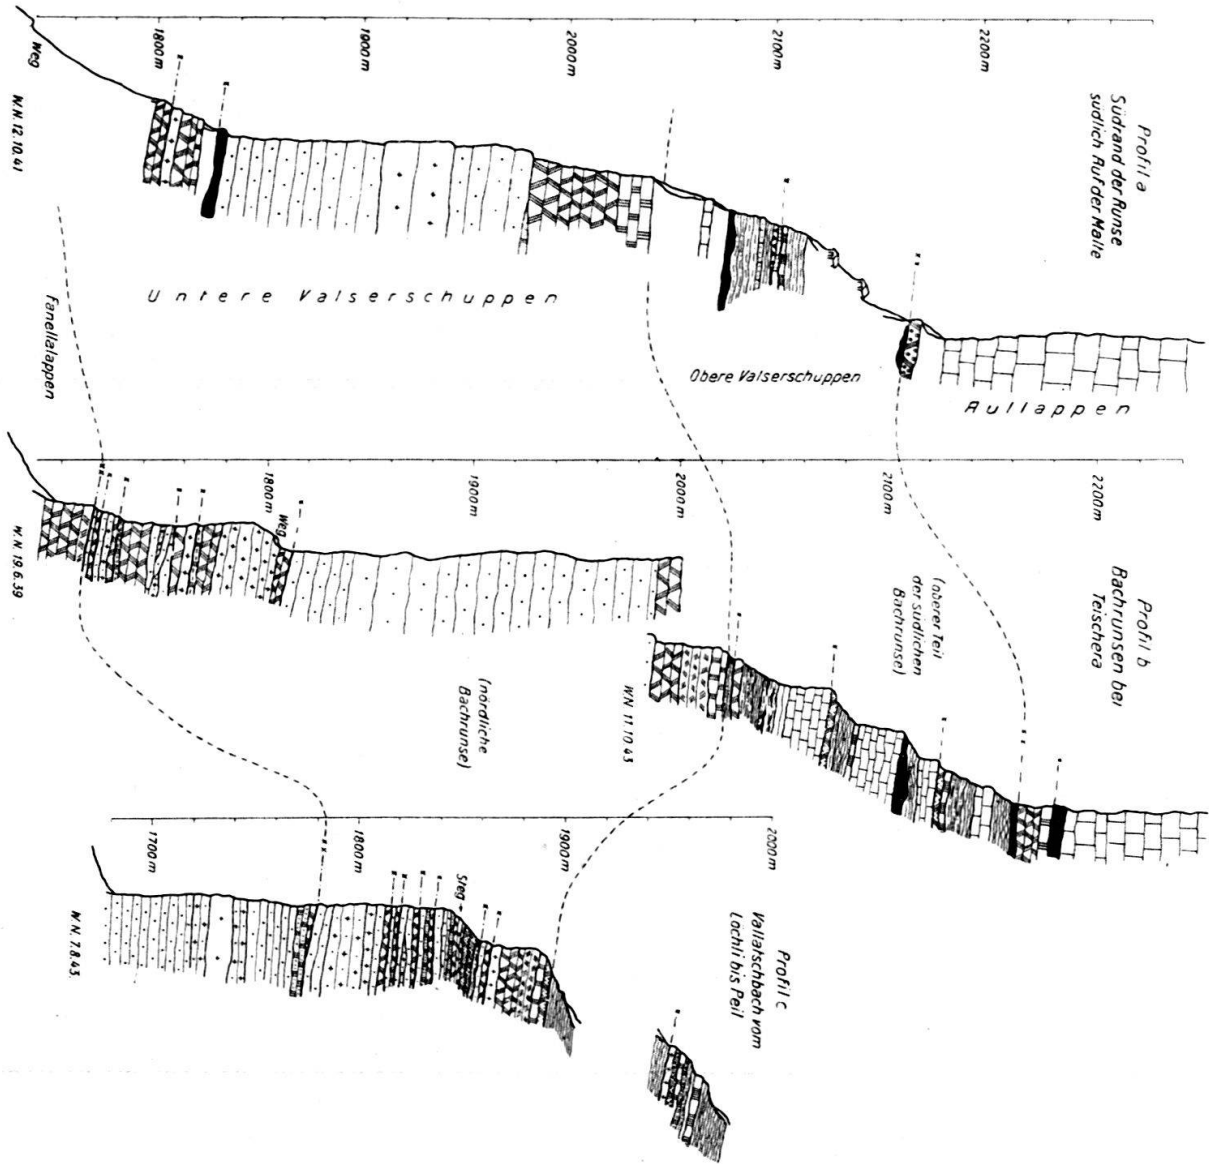 Profil a
Südrand der Runse
südlich Auf der Matte
2200m
2100m
2000m
1900m
1800m
Weg
W.N. 12.10.41
Aullappen
Obere Valserschuppen
Untere Valserschuppen
Fanellalappen
Profil b
Bachrunsen bei
Teischera
2200m
2100m
2000m
1900m
1800m
(oberer Teil
der südlichen
Bachrunse)
W.N. 11.10.43
(nördliche
Bachrunse)
Weg
W.N. 19.6.39
Profil c
Vallatschbach vom
Lochli bis Peil
2000m
1900m
1800m
1700m
Steg
W.N. 7.8.43.